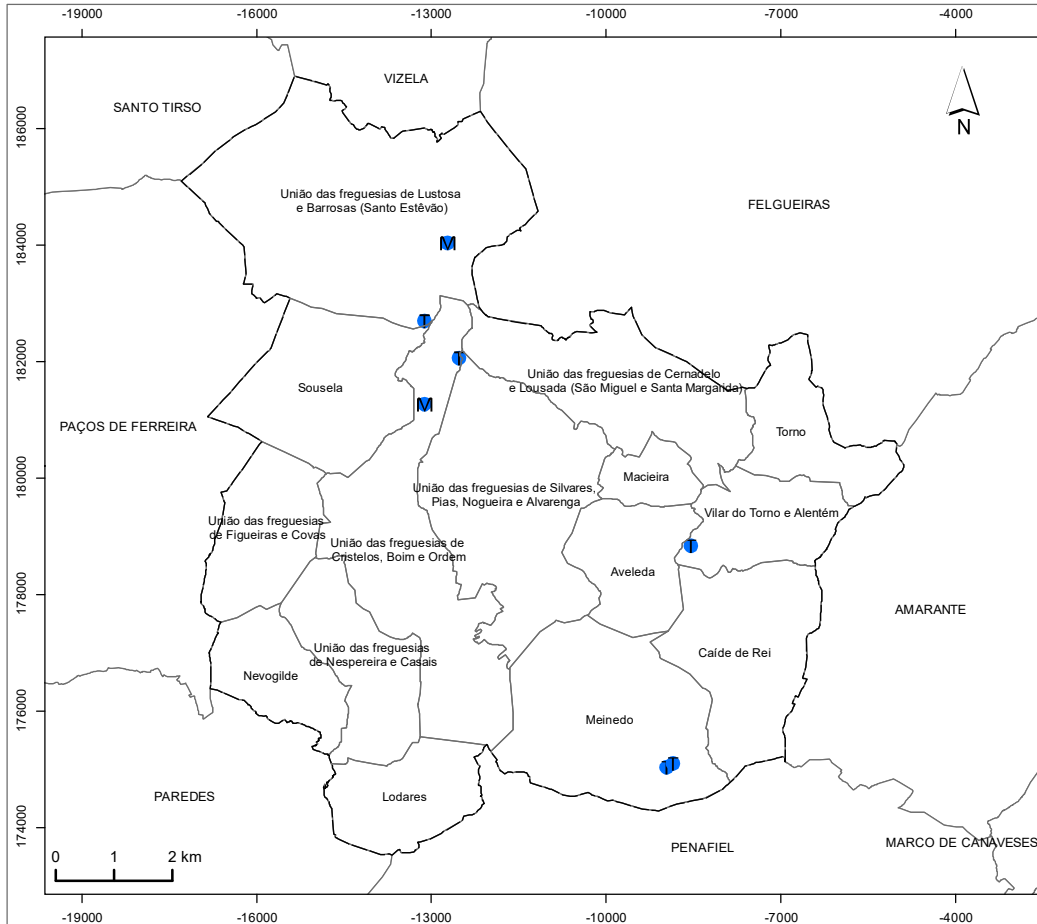 -19000 -16000 -13000 -10000 -7000 -4000
VIZELA
SANTO TIRSO
186000
N
União das freguesias de Lustosa
e Barrosas (Santo Estêvão)
FELGUEIRAS
184000
M
T
182000
T
União das freguesias de Cernadelo
e Lousada (São Miguel e Santa Margarida)
Sousela
M
PAÇOS DE FERREIRA
Torno
180000
Macieira
União das freguesias de Silvares,
Pias, Nogueira e Alvarenga
Vilar do Torno e Alentém
União das freguesias
de Figueiras e Covas
União das freguesias de
Cristelos, Boim e Ordem
T
Aveleda
178000
AMARANTE
União das freguesias
de Nespereira e Casais
Caíde de Rei
Nevogilde
176000
Meinedo
T
Lodares
PAREDES
174000
PENAFIEL
MARCO DE CANAVESES
0 1 2 km
-19000 -16000 -13000 -10000 -7000 -4000